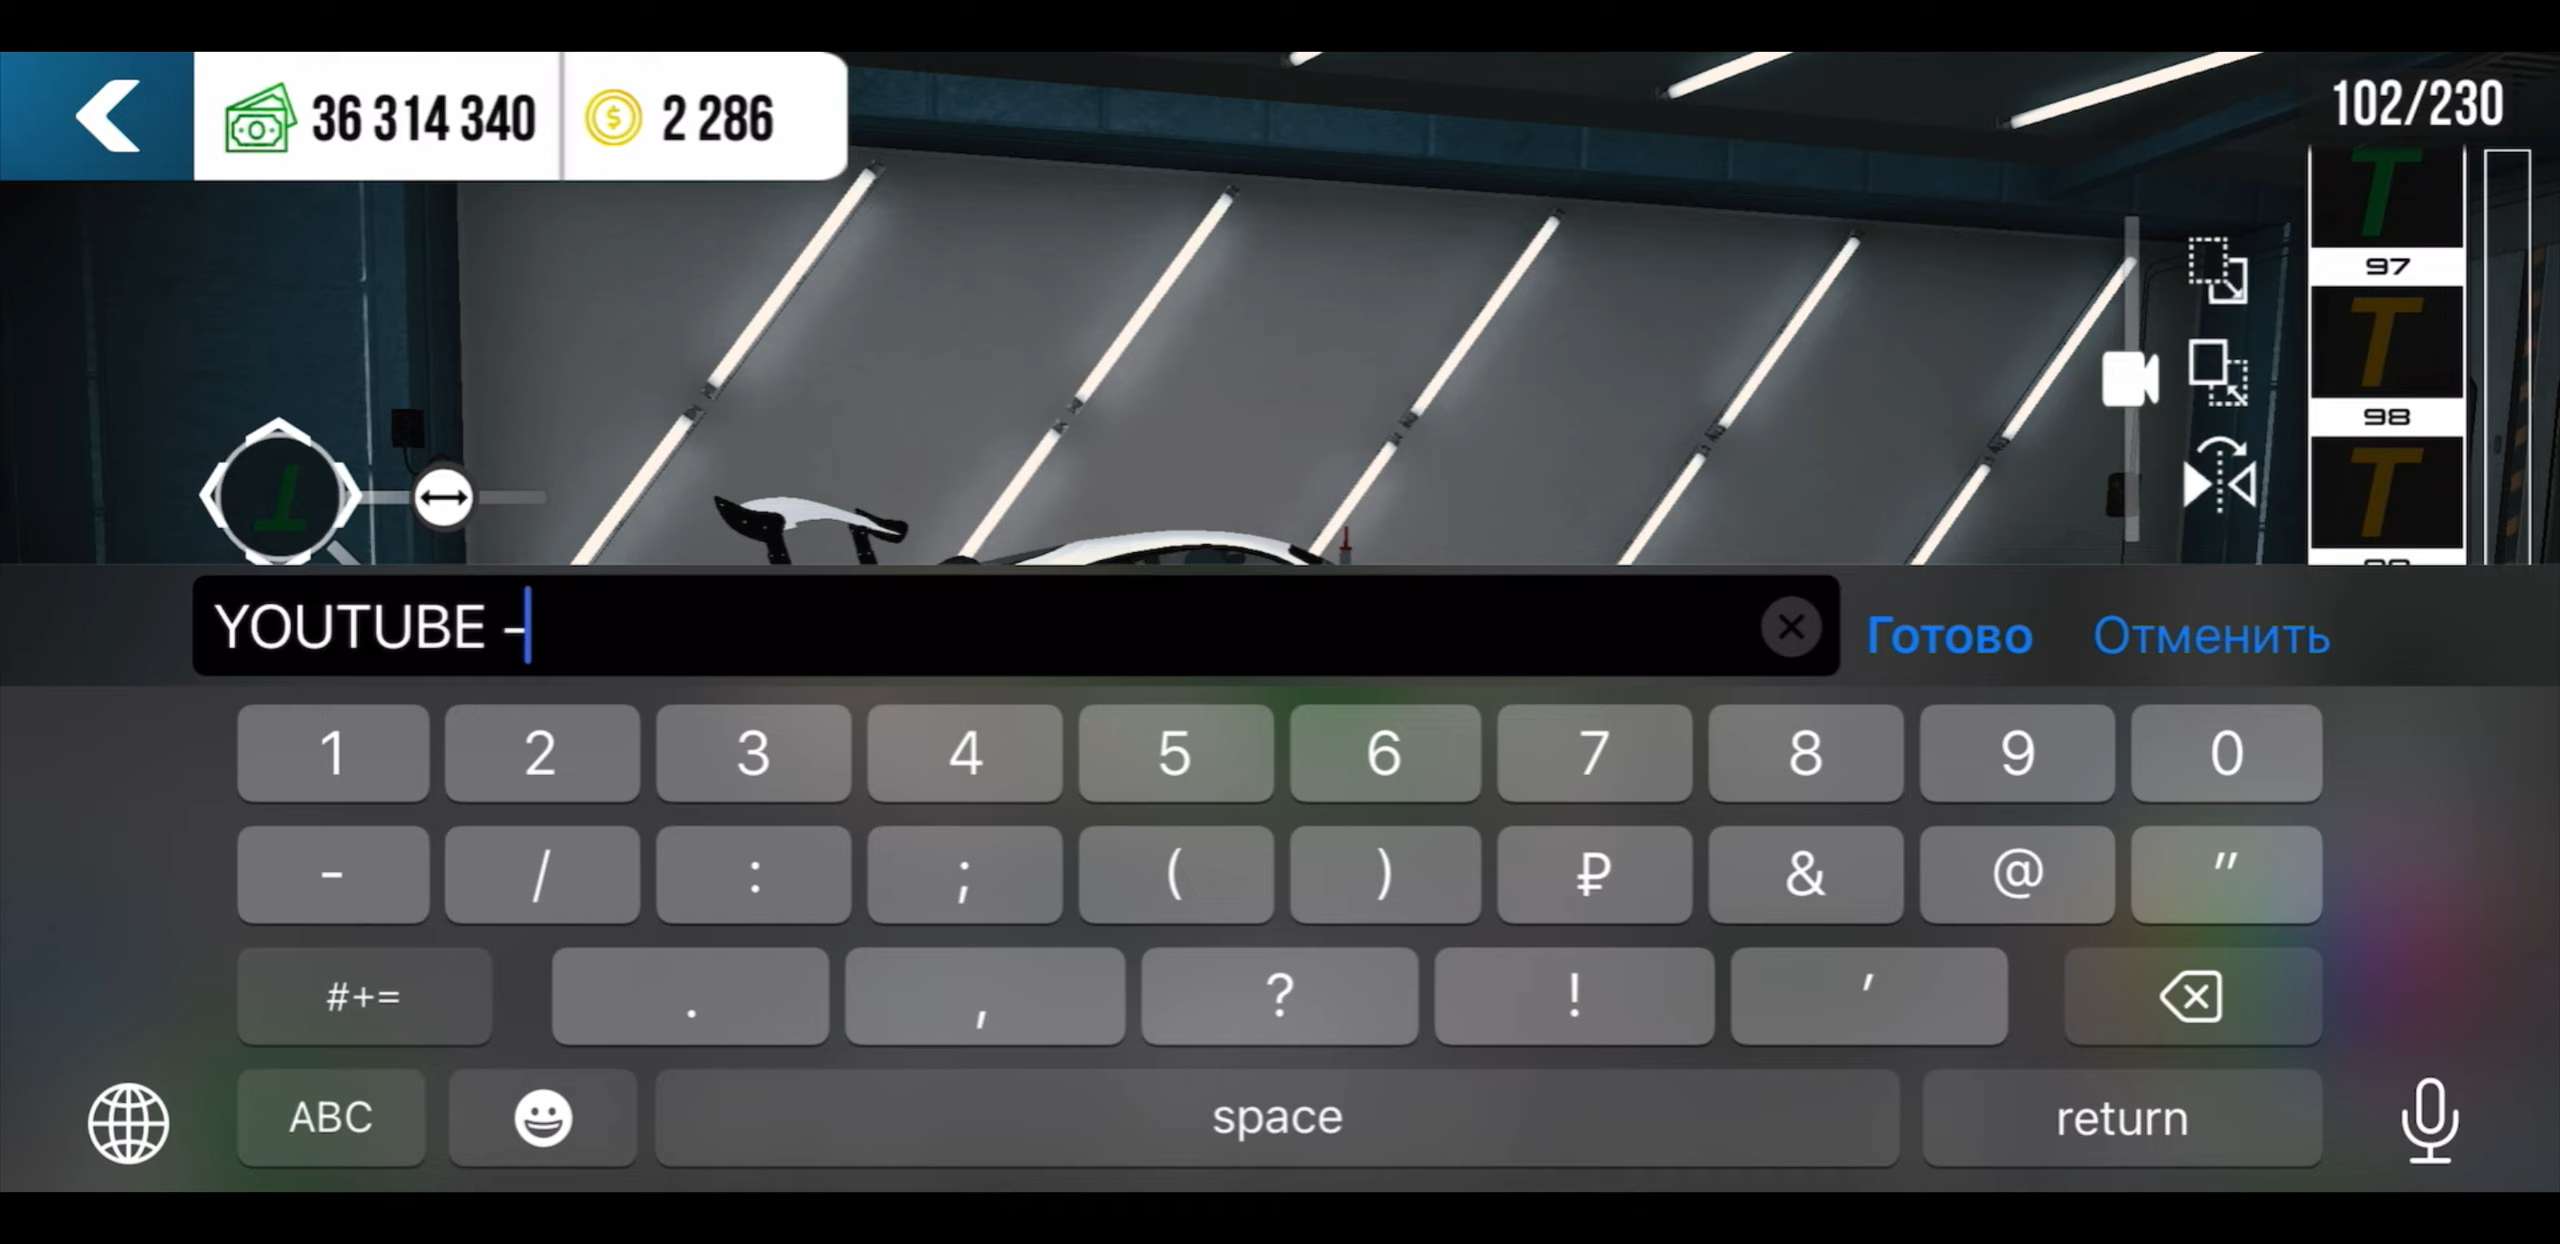 36 314 340
2 286
102/230
T
97
T
98
T
T
YOUTUBE -
Готово
Отменить
1 2 3 4 5 6 7 8 9 0
- / : ; ( ) ₽ & @ "
#+= . , ? ! '
ABC space return